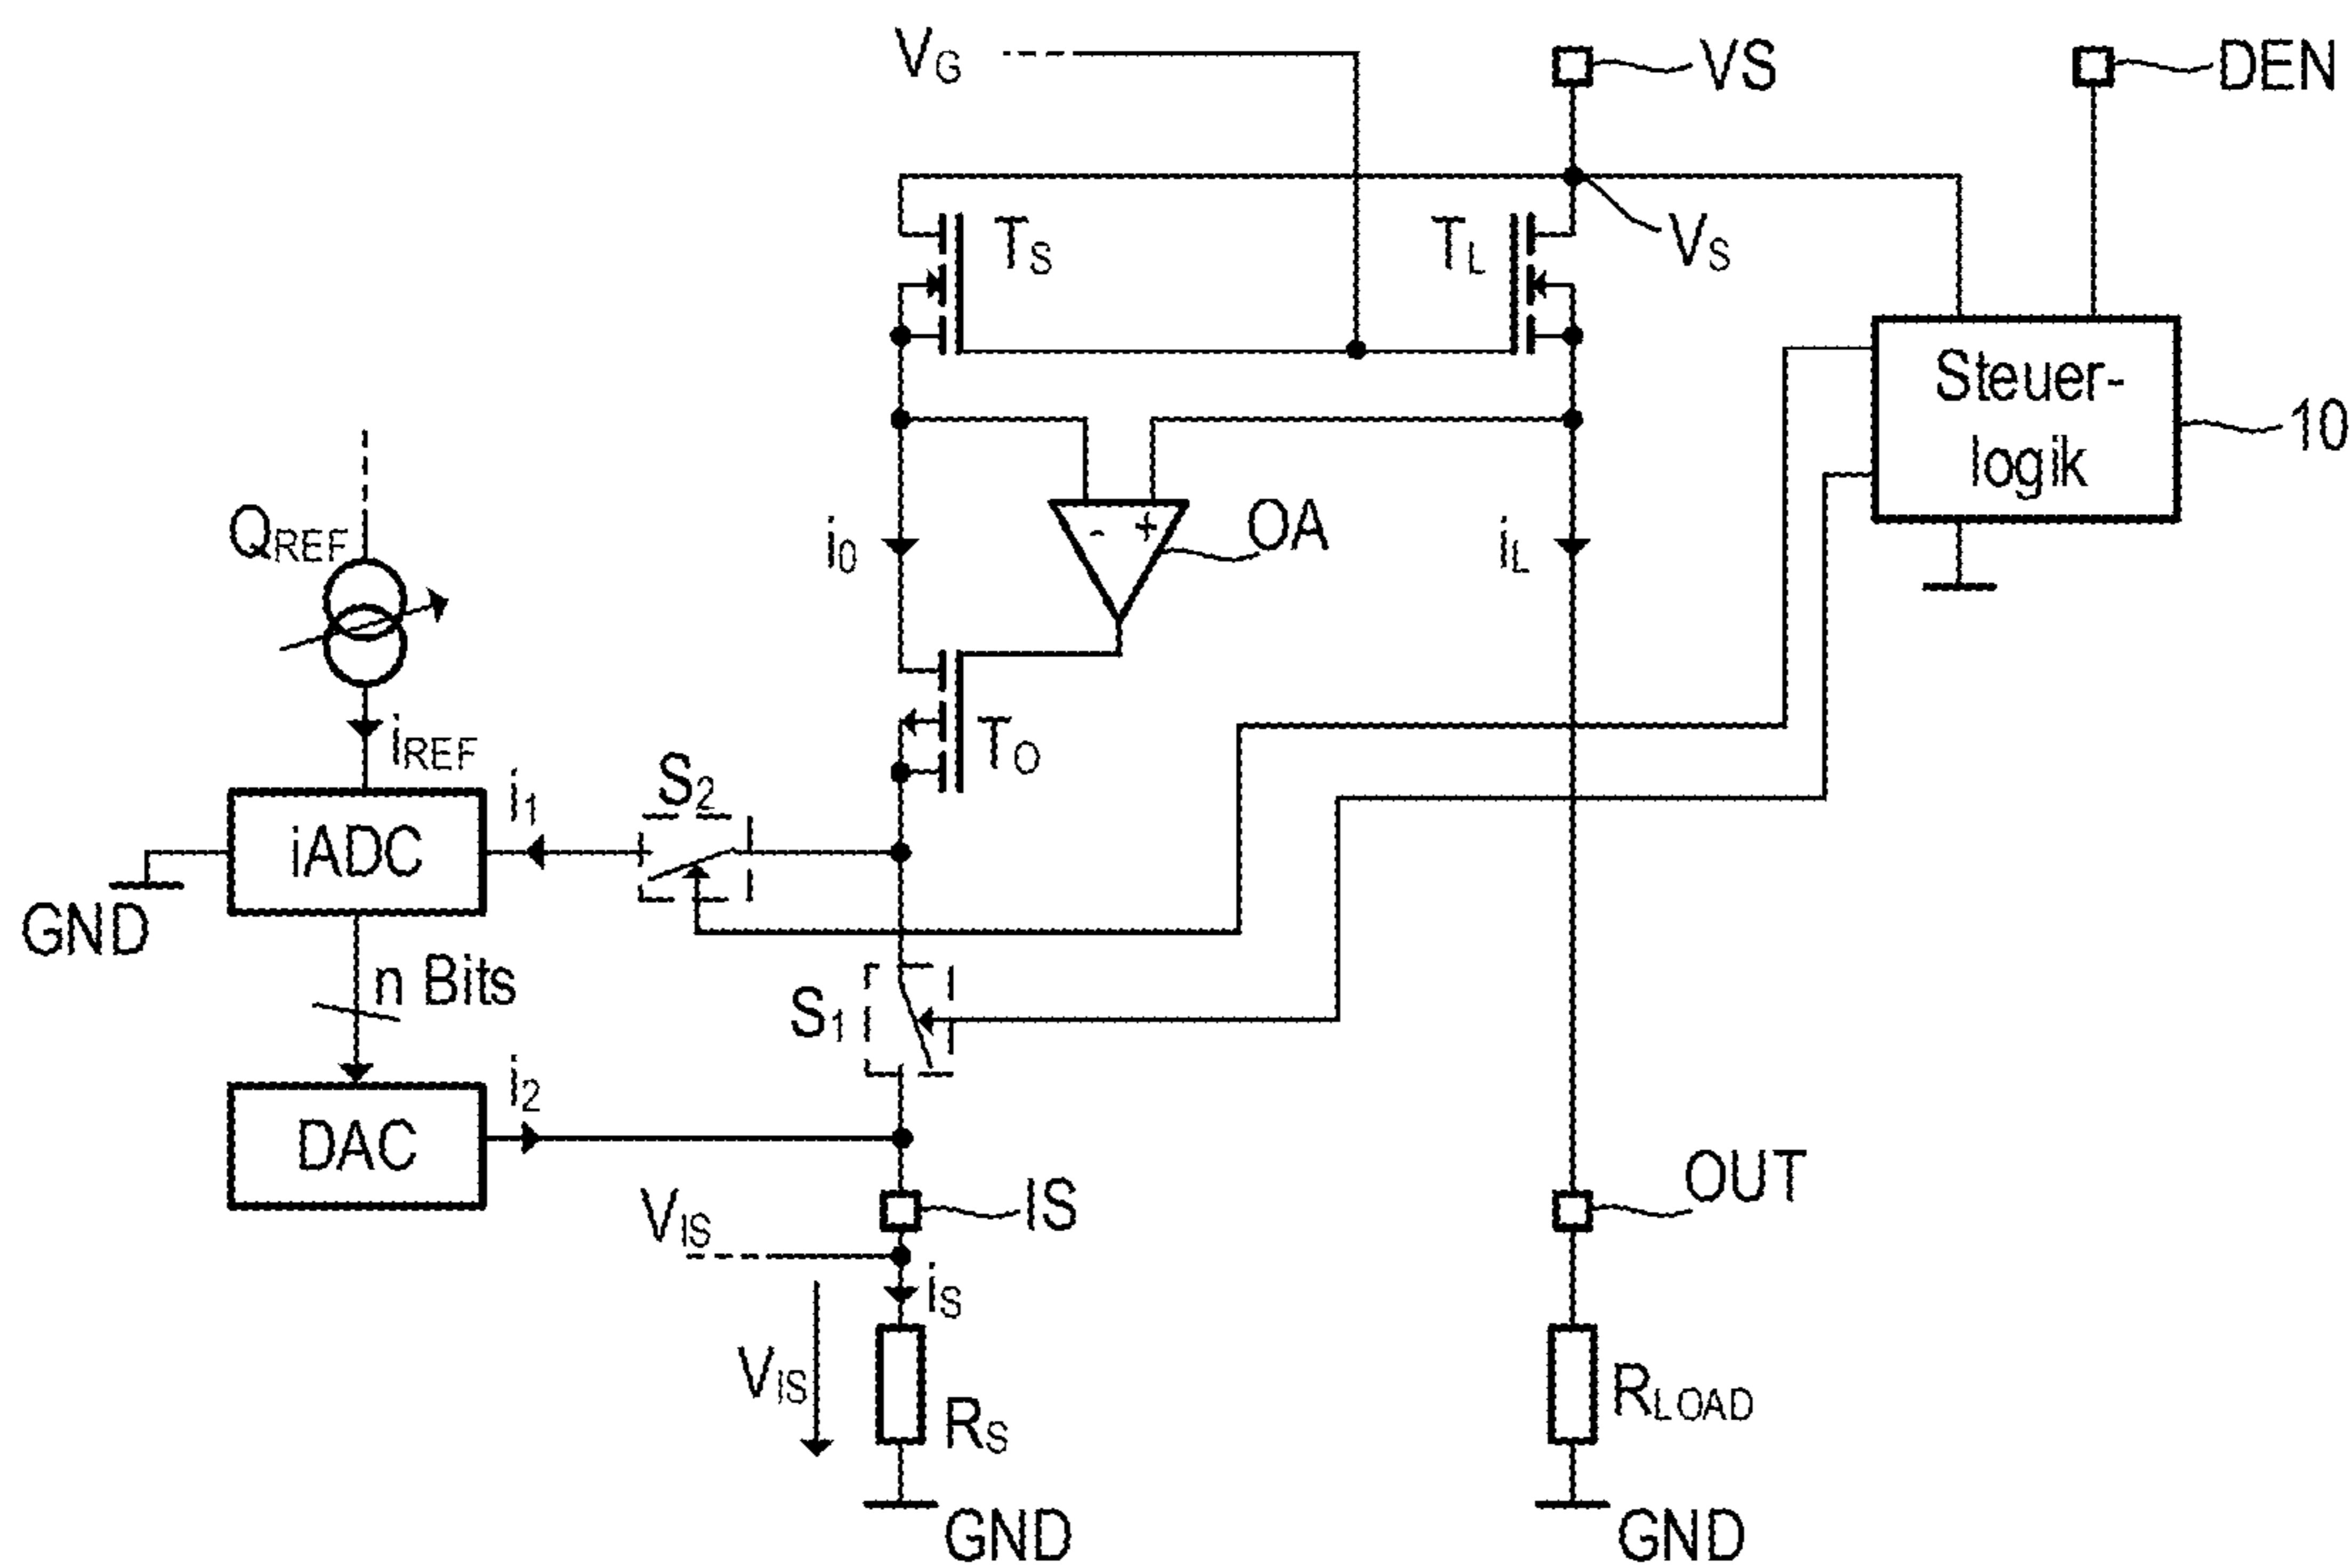 VG
VS
DEN
TS
TL
VS
Steuer-
logik
10
QREF
i0
OA
iL
iREF
TO
S2
i1
iADC
GND
n Bits
S1
i2
DAC
IS
OUT
VIS
iS
VIS
RS
RLOAD
GND
GND
- +